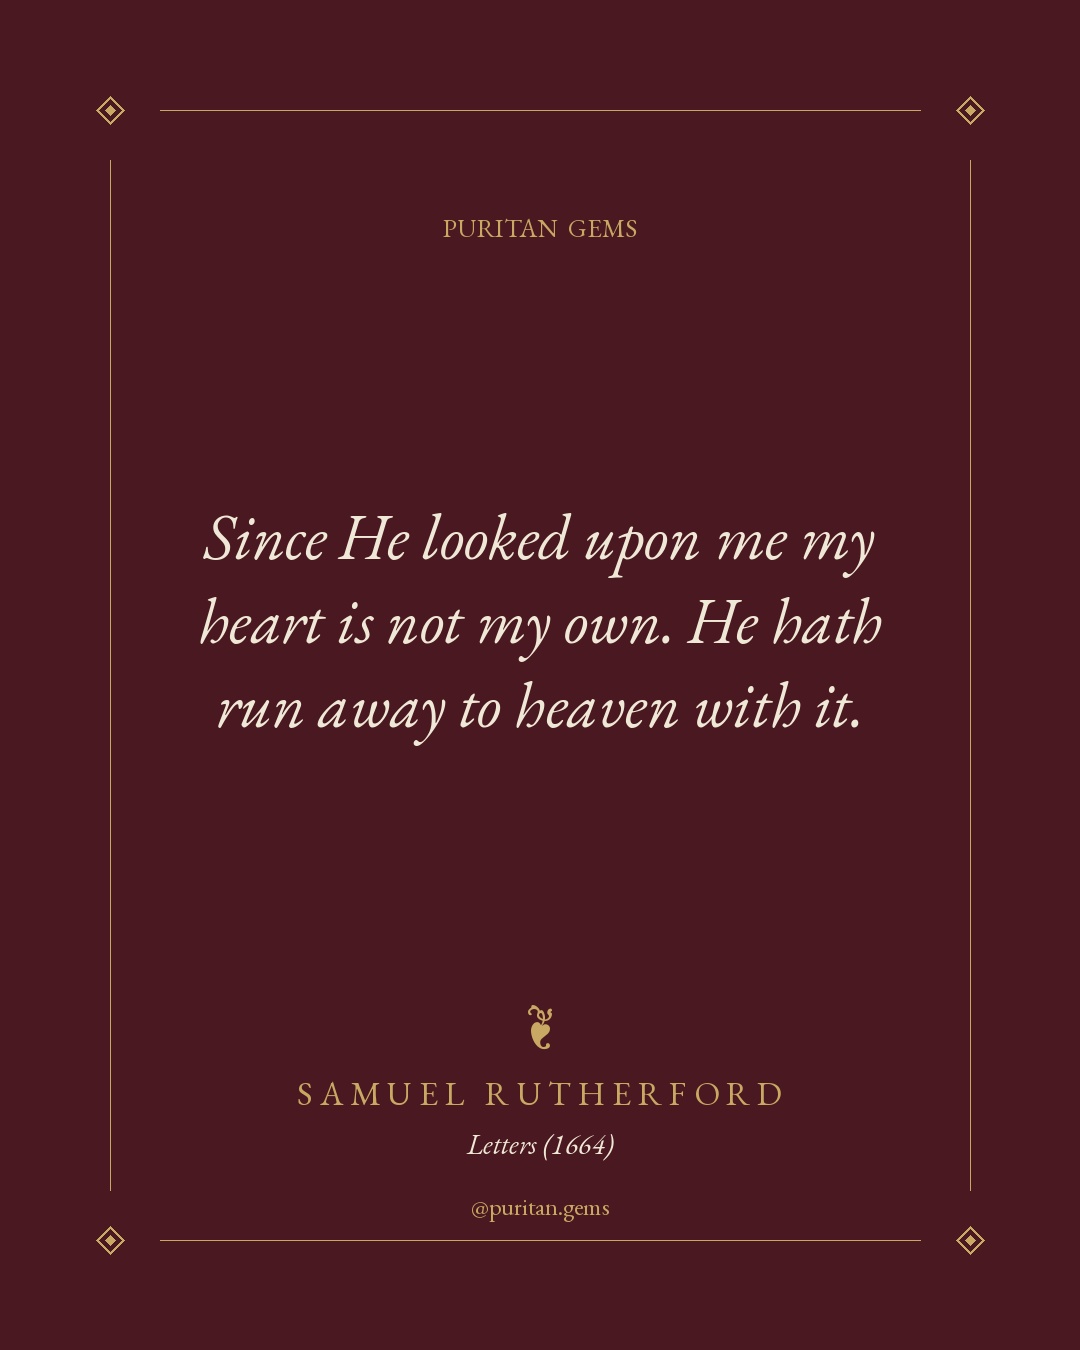 PURITAN GEMS
Since He looked upon me my
heart is not my own. He hath
run away to heaven with it.
SAMUEL RUTHERFORD
Letters (1664)
@puritan.gems